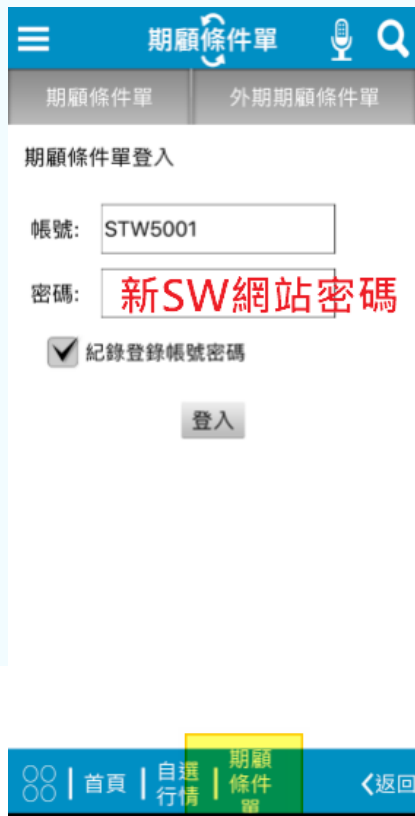 期顧條件單
期顧條件單 外期期顧條件單
期顧條件單登入
帳號: STW5001
密碼: 新SW網站密碼
紀錄登錄帳號密碼
登入
首頁
自選
行情
期顧
條件
單
返回